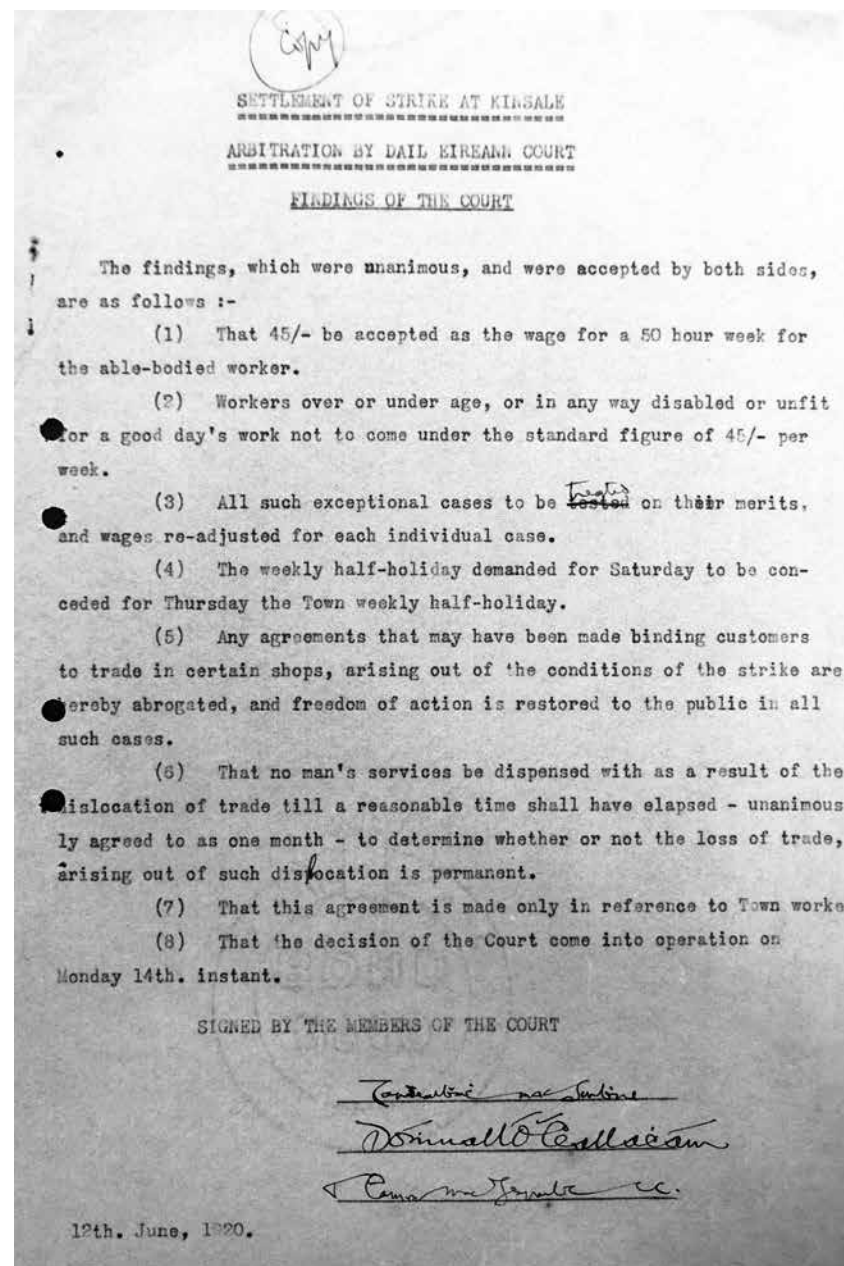 Copy
SETTLEMENT OF STRIKE AT KINSALE
ARBITRATION BY DAIL EIREANN COURT
FINDINGS OF THE COURT
The findings, which were unanimous, and were accepted by both sides,
are as follows :-
(1) That 45/- be accepted as the wage for a 50 hour week for
the able-bodied worker.
(2) Workers over or under age, or in any way disabled or unfit
for a good day's work not to come under the standard figure of 45/- per
week.
treated
(3) All such exceptional cases to be tested on their merits,
and wages re-adjusted for each individual case.
(4) The weekly half-holiday demanded for Saturday to be con-
ceded for Thursday the Town weekly half-holiday.
(5) Any agreements that may have been made binding customers
to trade in certain shops, arising out of the conditions of the strike are
hereby abrogated, and freedom of action is restored to the public in all
such cases.
(6) That no man's services be dispensed with as a result of the
dislocation of trade till a reasonable time shall have elapsed - unanimous
ly agreed to as one month - to determine whether or not the loss of trade,
arising out of such dislocation is permanent.
(7) That this agreement is made only in reference to Town worke
(8) That the decision of the Court come into operation on
Monday 14th. instant.
SIGNED BY THE MEMBERS OF THE COURT
mac
Domnall Ó Ceallacáin
cc.
12th. June, 1920.